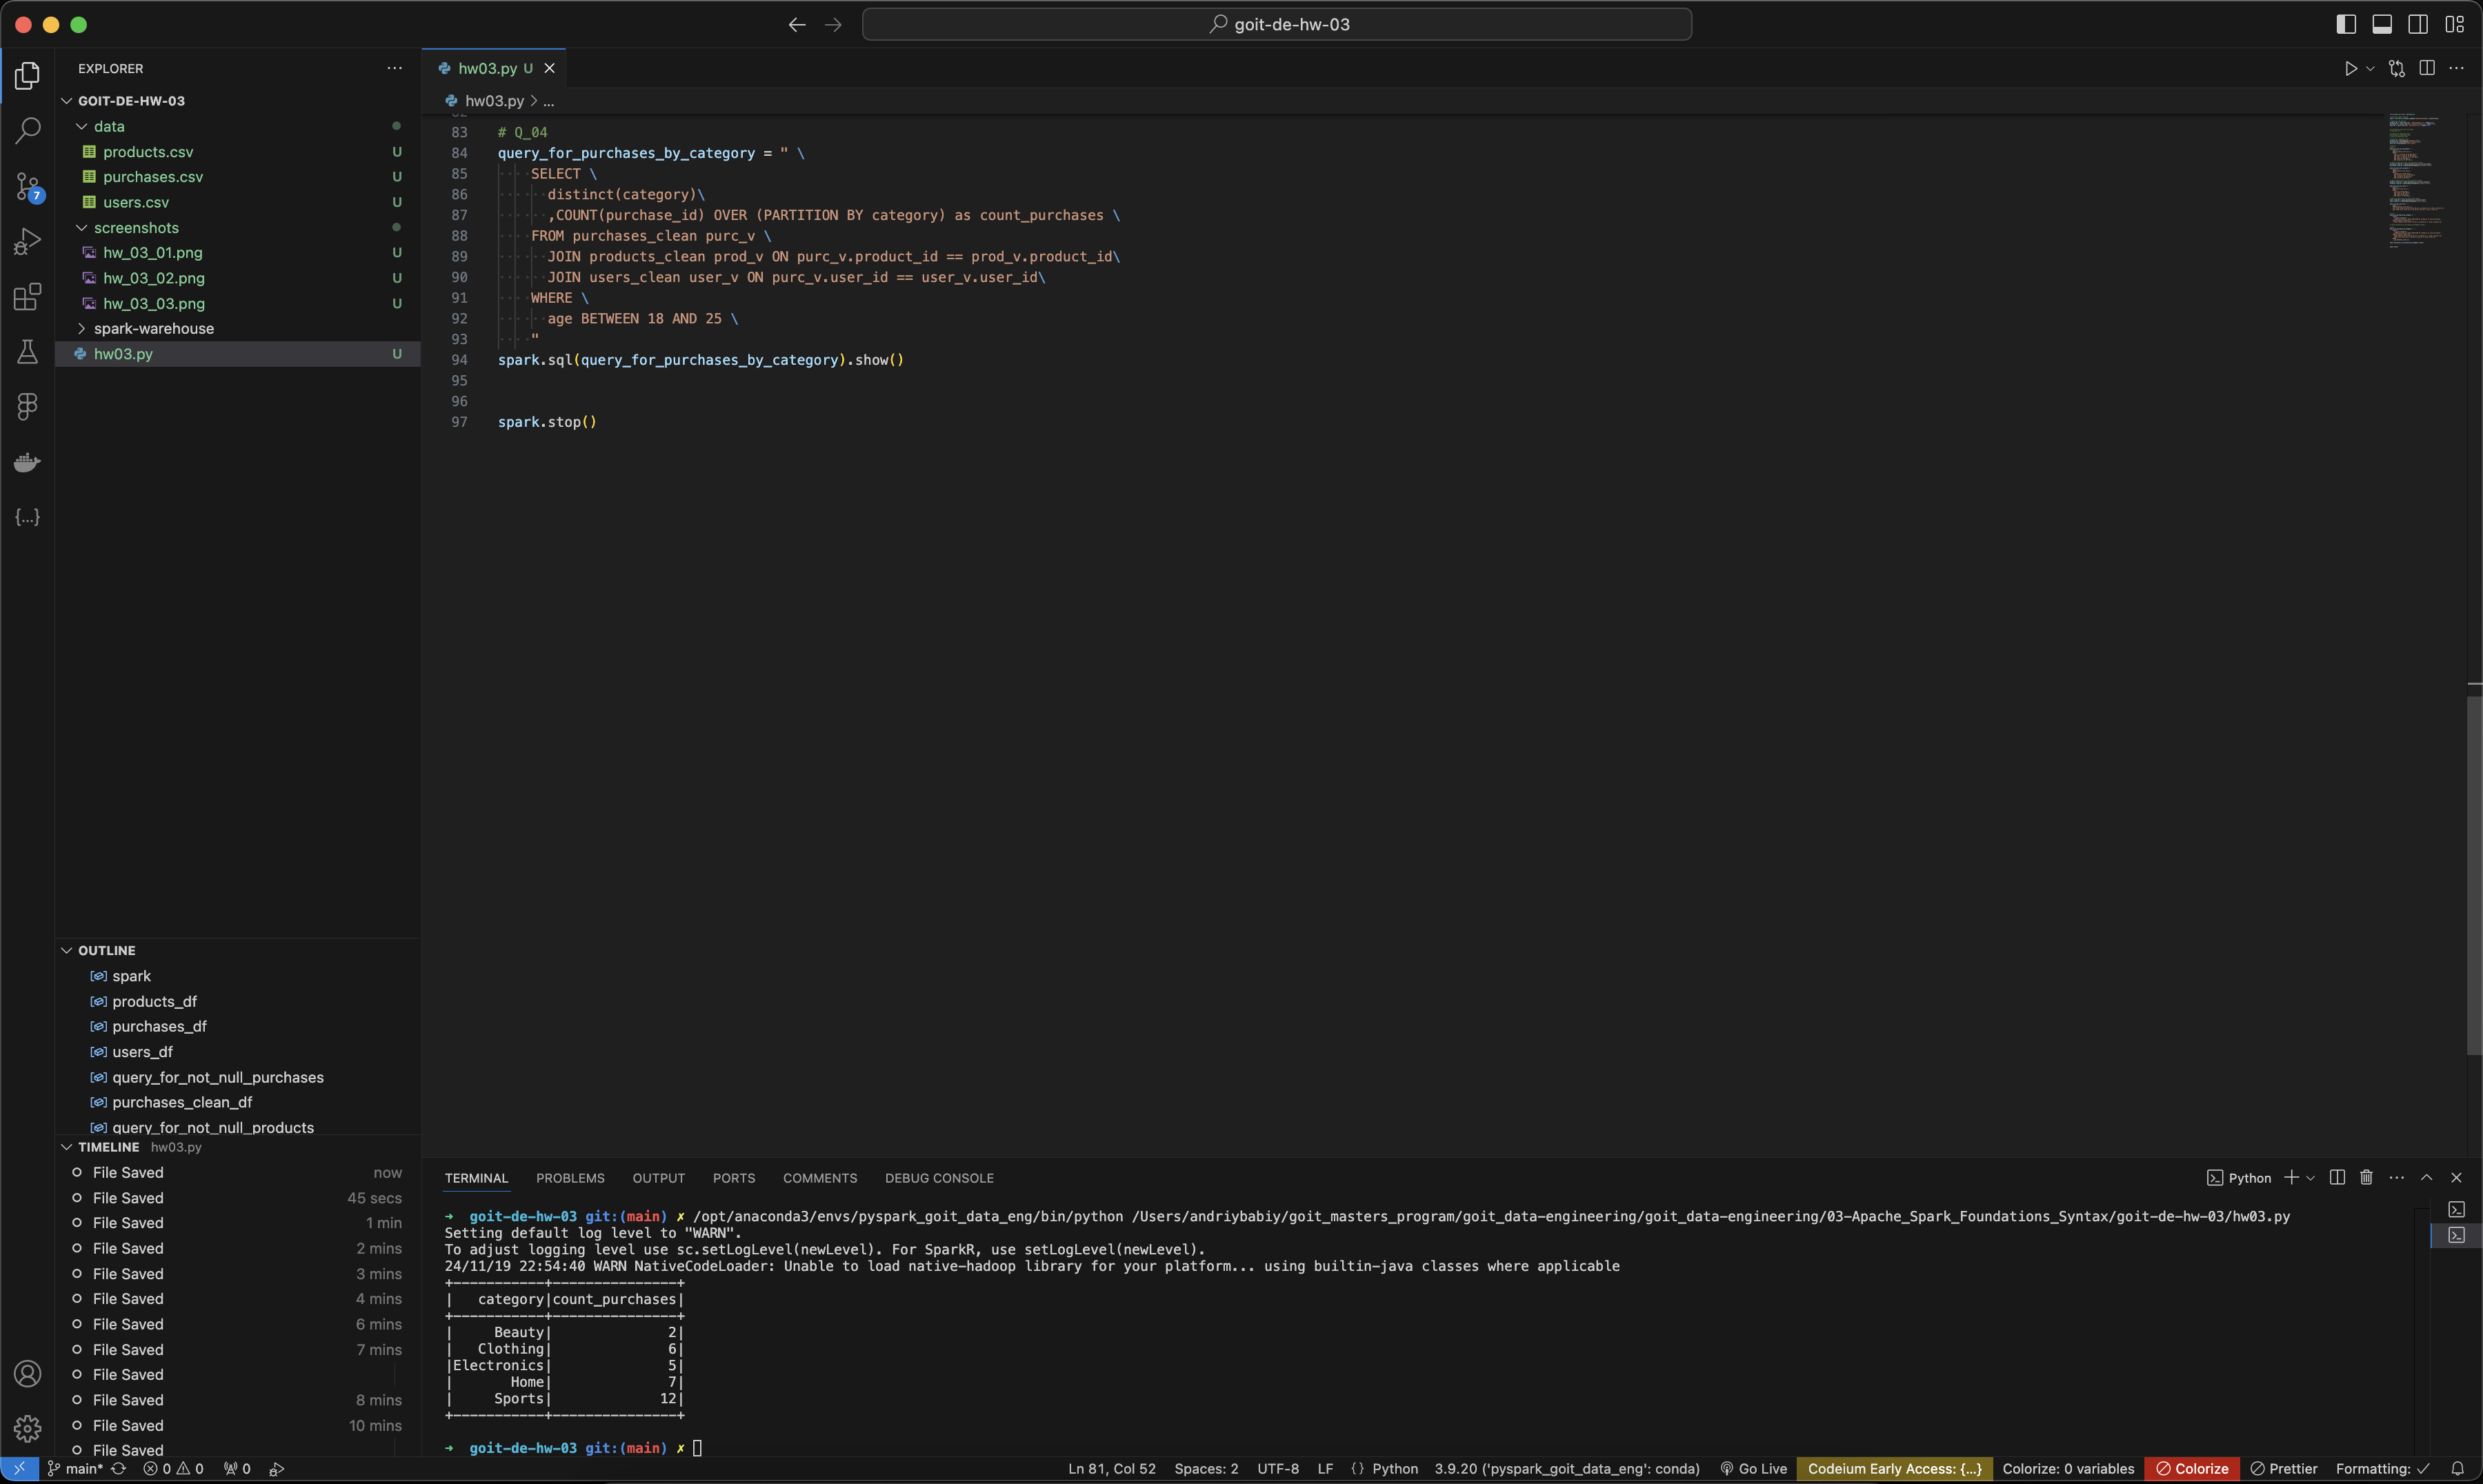 goit-de-hw-03
EXPLORER
GOIT-DE-HW-03
data
products.csv U
purchases.csv U
users.csv U
screenshots
hw_03_01.png U
hw_03_02.png U
hw_03_03.png U
spark-warehouse
hw03.py U
7
OUTLINE
spark
products_df
purchases_df
users_df
query_for_not_null_purchases
purchases_clean_df
query_for_not_null_products
TIMELINE hw03.py
File Saved now
File Saved 45 secs
File Saved 1 min
File Saved 2 mins
File Saved 3 mins
File Saved 4 mins
File Saved 6 mins
File Saved 7 mins
File Saved
File Saved 8 mins
File Saved 10 mins
File Saved
hw03.py U
hw03.py > ...
83 # Q_04
84 query_for_purchases_by_category = " \
85 SELECT \
86 distinct(category)\
87 ,COUNT(purchase_id) OVER (PARTITION BY category) as count_purchases \
88 FROM purchases_clean purc_v \
89 JOIN products_clean prod_v ON purc_v.product_id == prod_v.product_id\
90 JOIN users_clean user_v ON purc_v.user_id == user_v.user_id\
91 WHERE \
92 age BETWEEN 18 AND 25 \
93 "
94 spark.sql(query_for_purchases_by_category).show()
95
96
97 spark.stop()
TERMINAL PROBLEMS OUTPUT PORTS COMMENTS DEBUG CONSOLE Python
➜ goit-de-hw-03 git:(main) ✗ /opt/anaconda3/envs/pyspark_goit_data_eng/bin/python /Users/andriybabiy/goit_masters_program/goit_data-engineering/goit_data-engineering/03-Apache_Spark_Foundations_Syntax/goit-de-hw-03/hw03.py
Setting default log level to "WARN".
To adjust logging level use sc.setLogLevel(newLevel). For SparkR, use setLogLevel(newLevel).
24/11/19 22:54:40 WARN NativeCodeLoader: Unable to load native-hadoop library for your platform... using builtin-java classes where applicable
+-----------+---------------+
|   category|count_purchases|
+-----------+---------------+
|     Beauty|              2|
|   Clothing|              6|
|Electronics|              5|
|       Home|              7|
|     Sports|             12|
+-----------+---------------+
➜ goit-de-hw-03 git:(main) ✗
main* 0 0 0 Ln 81, Col 52 Spaces: 2 UTF-8 LF {} Python 3.9.20 ('pyspark_goit_data_eng': conda) Go Live Codeium Early Access: {...} Colorize: 0 variables Colorize Prettier Formatting: ✓